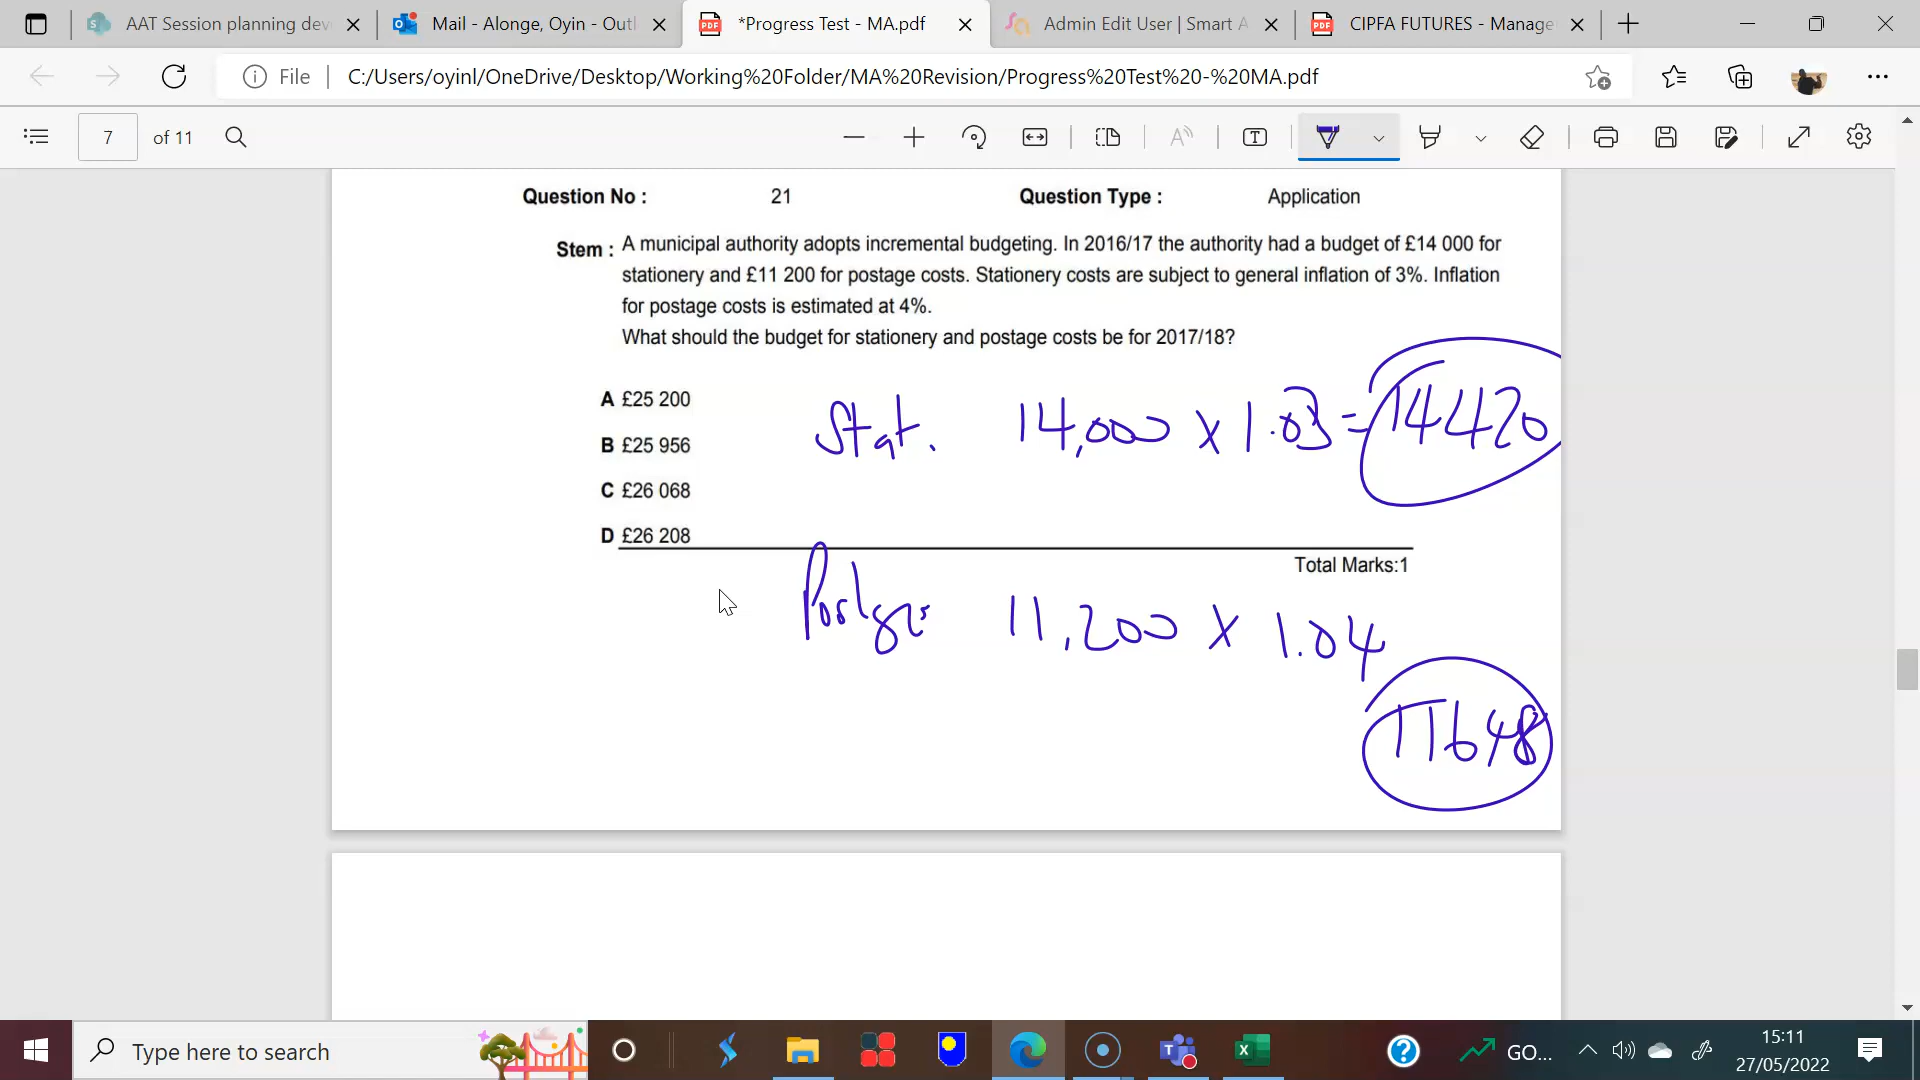 AAT Session planning dev
Mail - Alonge, Oyin - Outl
*Progress Test - MA.pdf
Admin Edit User | Smart A
CIPFA FUTURES - Manage
File
C:/Users/oyinl/OneDrive/Desktop/Working%20Folder/MA%20Revision/Progress%20Test%20-%20MA.pdf
7 of 11
Question No : 21 Question Type : Application
Stem : A municipal authority adopts incremental budgeting. In 2016/17 the authority had a budget of £14 000 for
stationery and £11 200 for postage costs. Stationery costs are subject to general inflation of 3%. Inflation
for postage costs is estimated at 4%.
What should the budget for stationery and postage costs be for 2017/18?
A £25 200
Stat. 14,000 x 1.03 = 14420
B £25 956
C £26 068
D £26 208
Total Marks:1
11,200 x 1.04
11648
Type here to search
GO...
15:11
27/05/2022